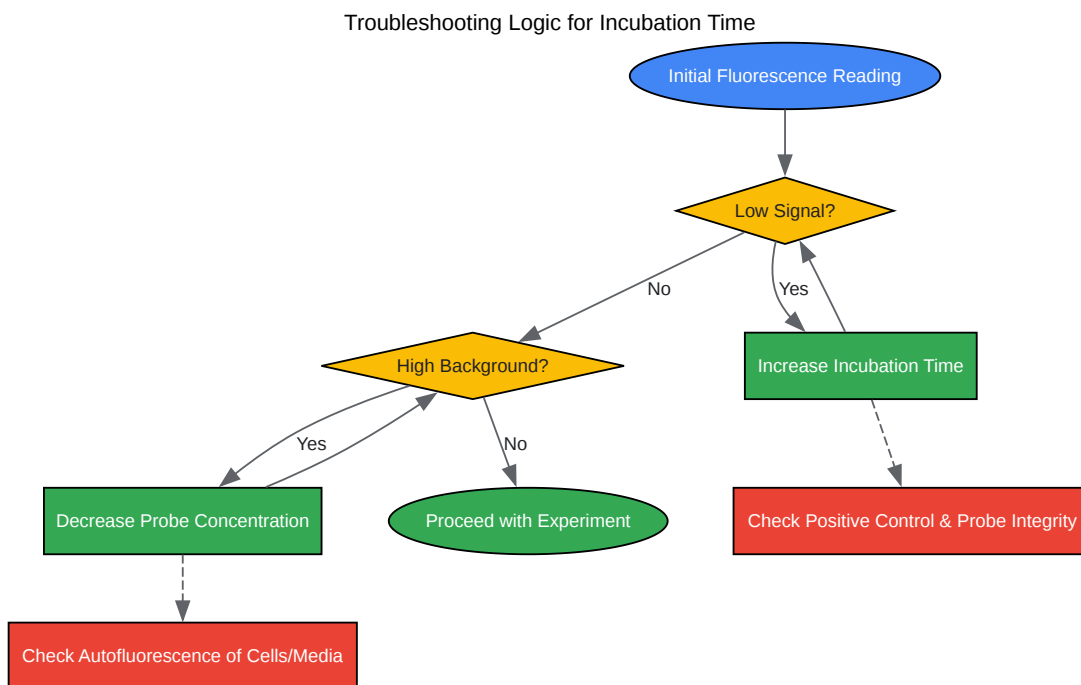 Troubleshooting Logic for Incubation Time
Initial Fluorescence Reading
Low Signal?
No
Yes
High Background?
Increase Incubation Time
Yes
No
Decrease Probe Concentration
Proceed with Experiment
Check Positive Control & Probe Integrity
Check Autofluorescence of Cells/Media